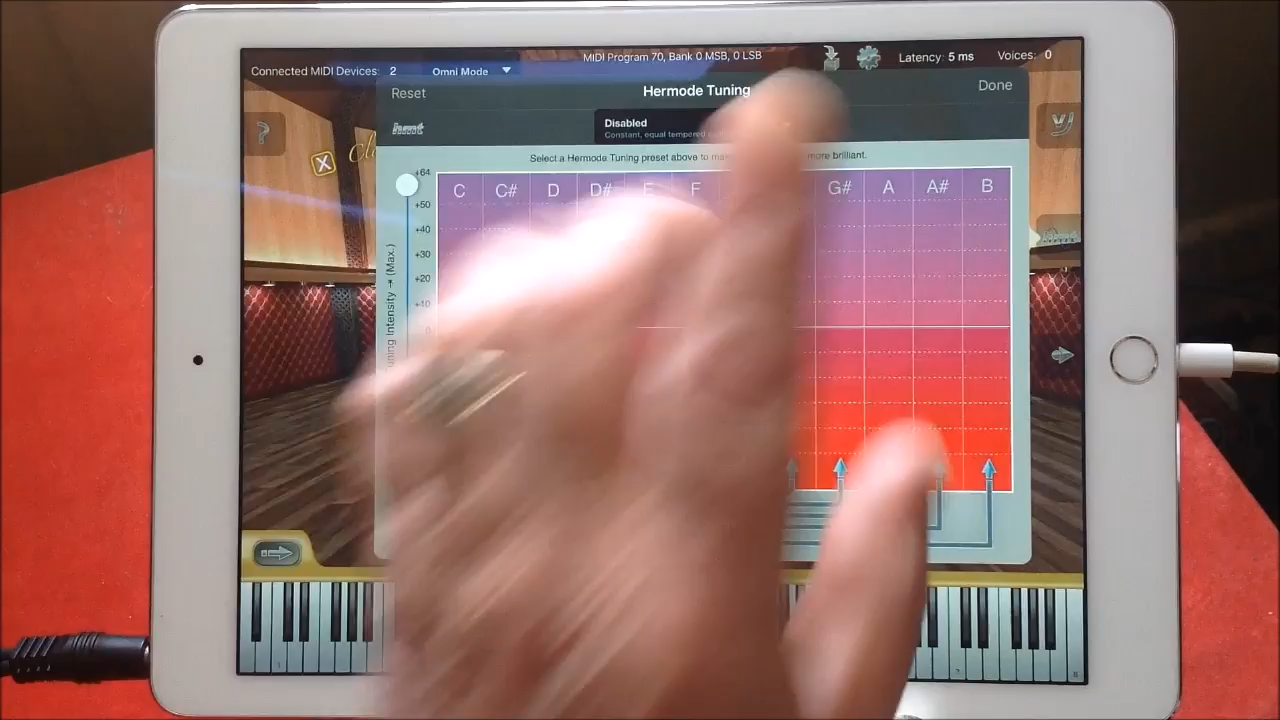 MIDI Program 70, Bank 0 MSB, 0 LSB
Latency: 5 ms
Voices: 0
Connected MIDI Devices: 2
Omni Mode
Reset
Hermode Tuning
Done
hmt
Disabled
Constant, equal tempered
?
X
Select a Hermode Tuning preset above to more brilliant.
+64
+50
+40
+30
+20
+10
C C# D D# E F G# A A# B
Intensity (Max.)